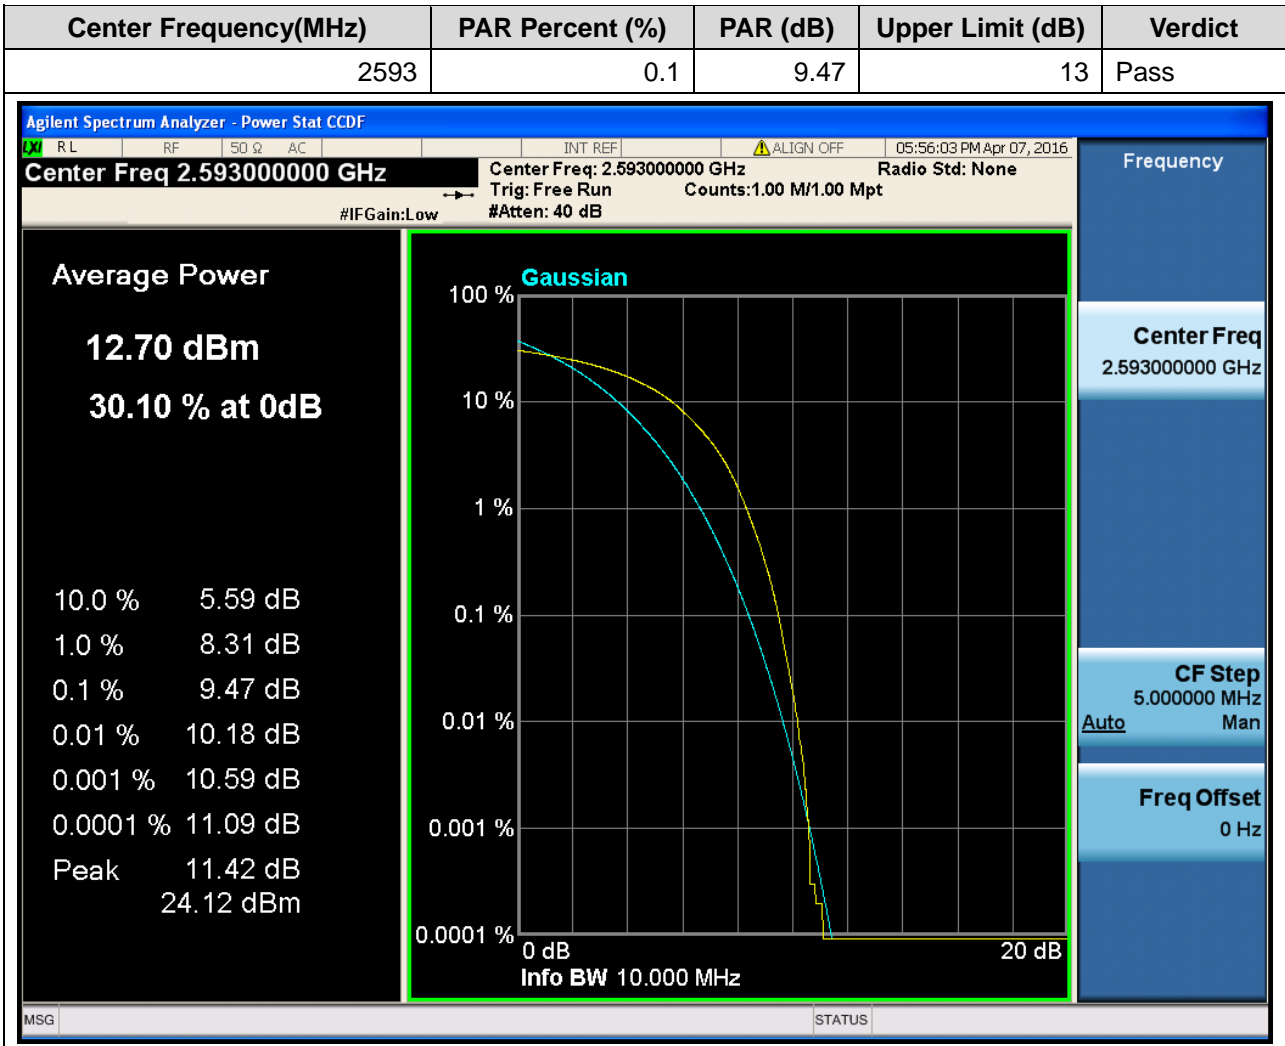 Center Frequency(MHz) PAR Percent (%) PAR (dB) Upper Limit (dB) Verdict
2593 0.1 9.47 13 Pass
Agilent Spectrum Analyzer - Power Stat CCDF
LXI RL RF 50 Ω AC INT REF ALIGN OFF 05:56:03 PM Apr 07, 2016
Center Freq 2.593000000 GHz
Center Freq: 2.593000000 GHz Radio Std: None
Trig: Free Run Counts:1.00 M/1.00 Mpt
#IFGain:Low #Atten: 40 dB
Frequency
Average Power
12.70 dBm
30.10 % at 0dB
10.0 % 5.59 dB
1.0 % 8.31 dB
0.1 % 9.47 dB
0.01 % 10.18 dB
0.001 % 10.59 dB
0.0001 % 11.09 dB
Peak 11.42 dB
24.12 dBm
Gaussian
100 %
10 %
1 %
0.1 %
0.01 %
0.001 %
0.0001 %
0 dB 20 dB
Info BW 10.000 MHz
Center Freq
2.593000000 GHz
CF Step
5.000000 MHz
Auto Man
Freq Offset
0 Hz
MSG STATUS